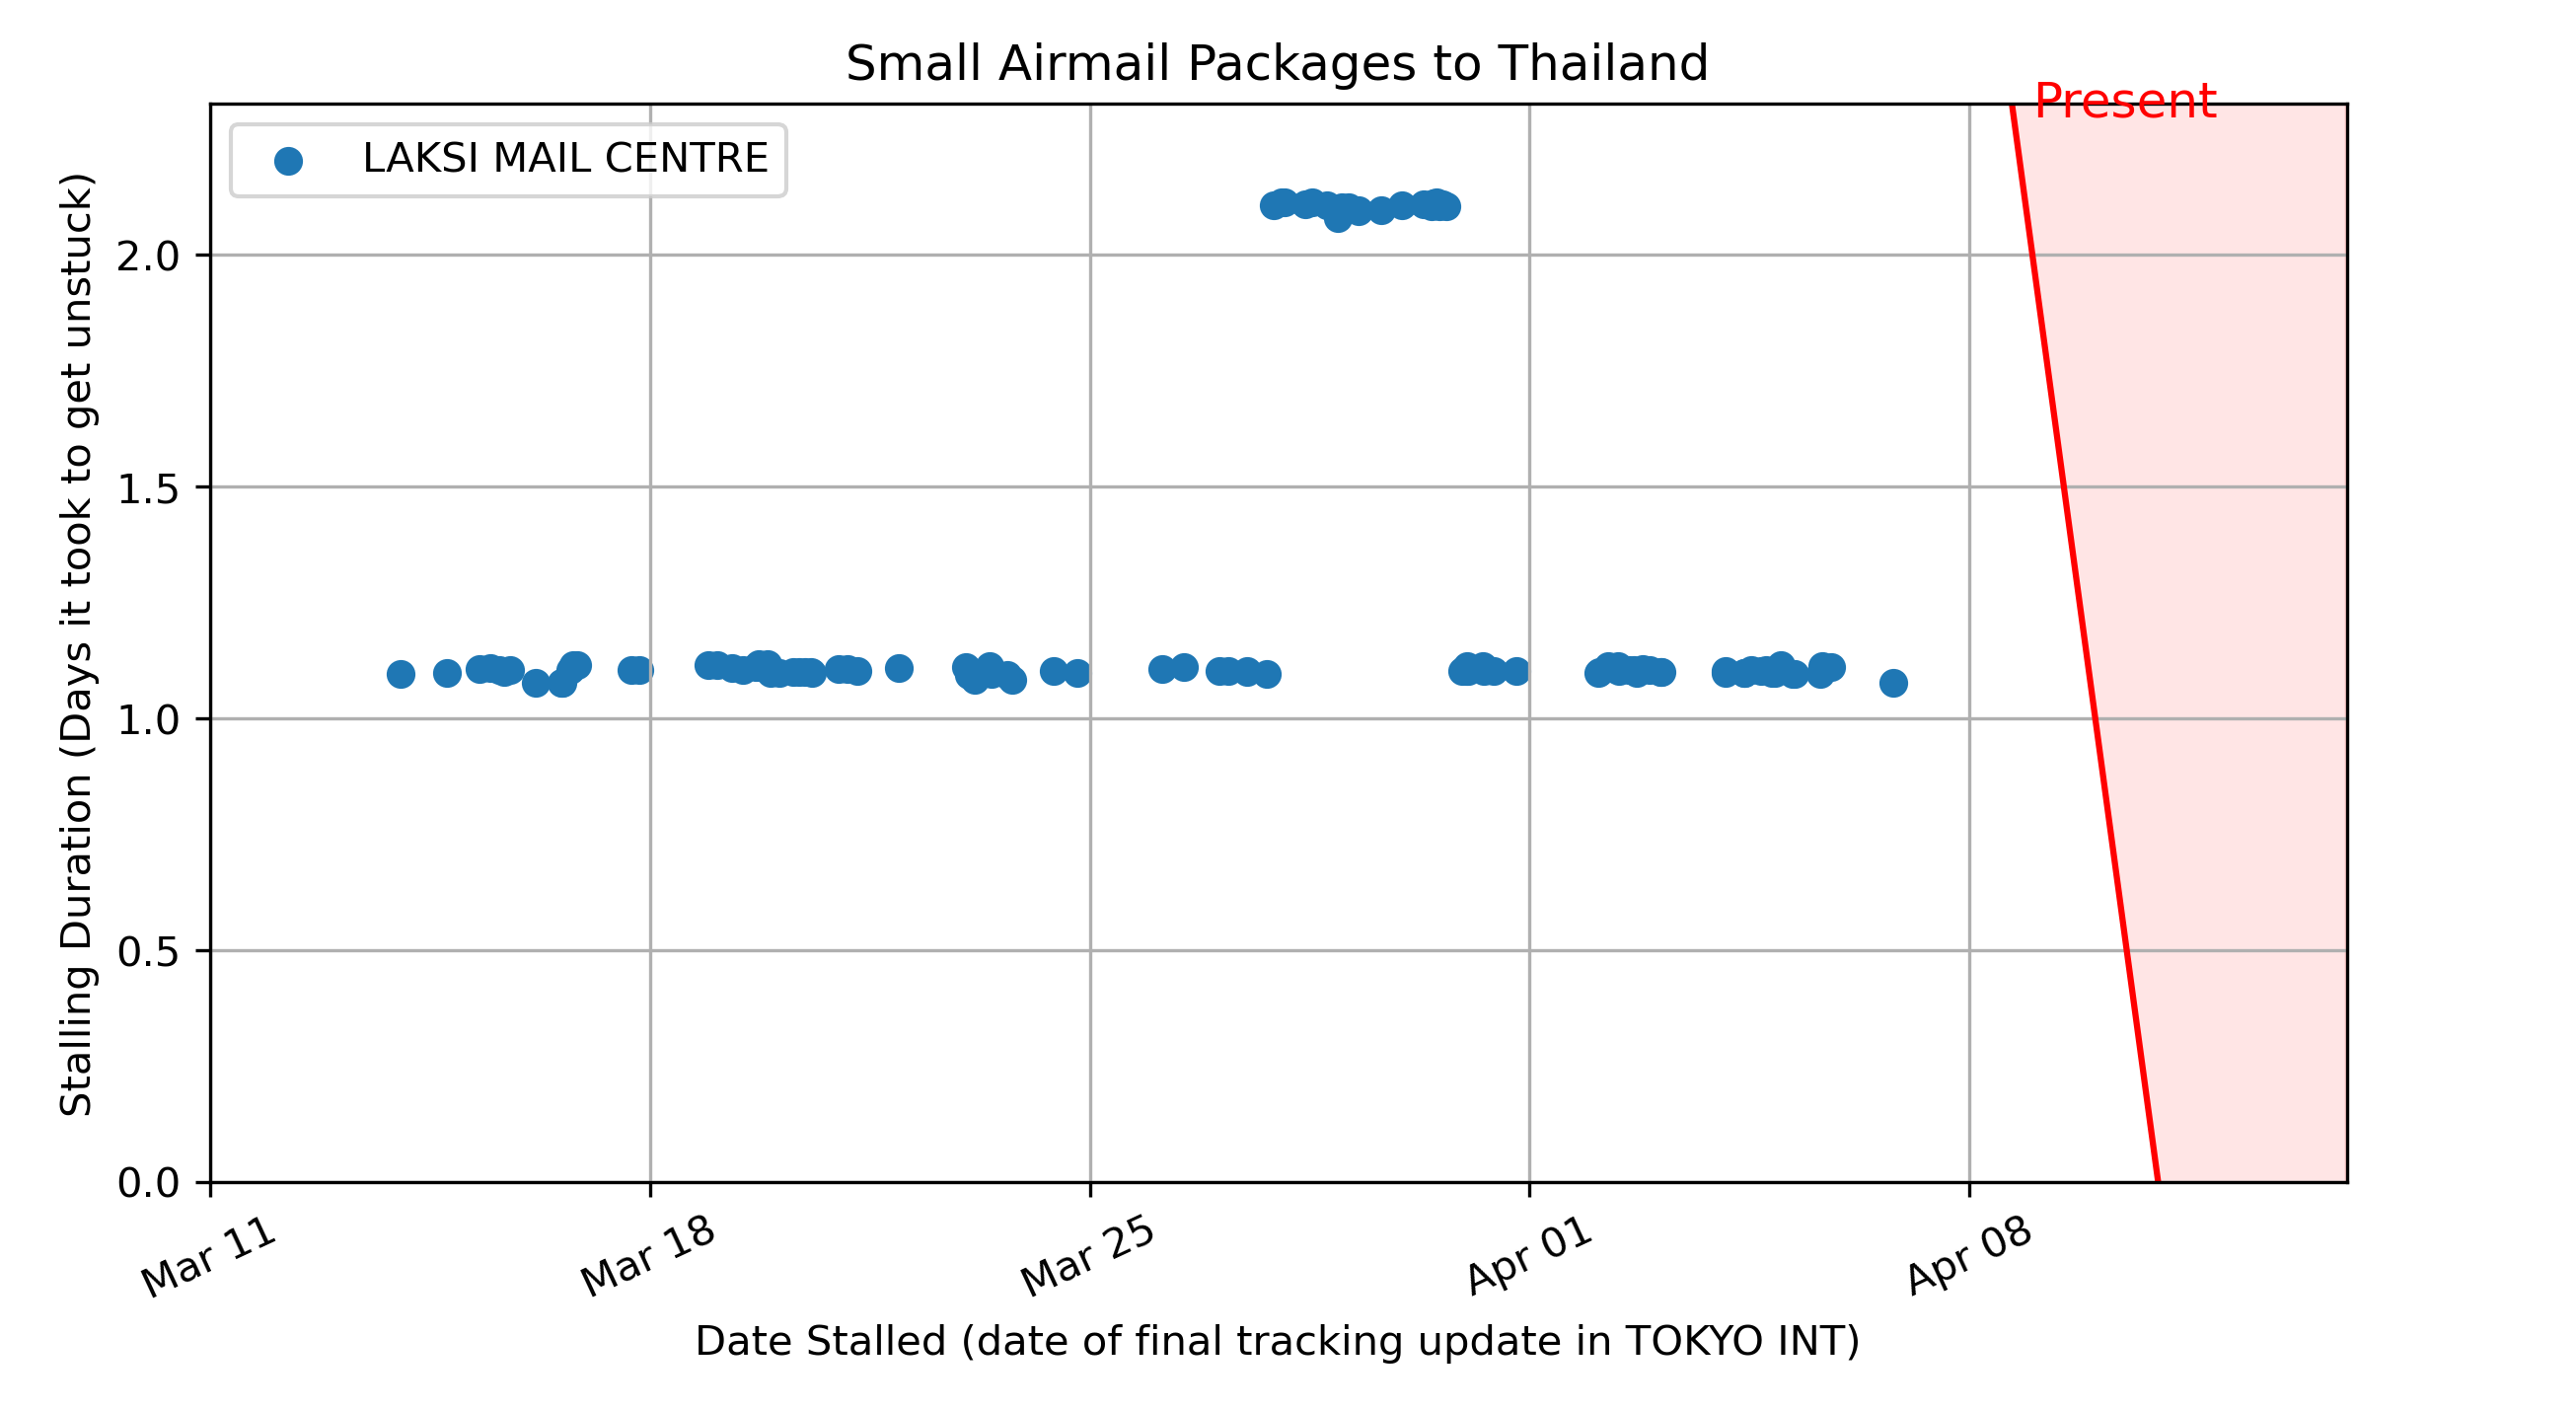 Small Airmail Packages to Thailand
Present
LAKSI MAIL CENTRE
Stalling Duration (Days it took to get unstuck)
2.0
1.5
1.0
0.5
0.0
Mar 11
Mar 18
Mar 25
Apr 01
Apr 08
Date Stalled (date of final tracking update in TOKYO INT)